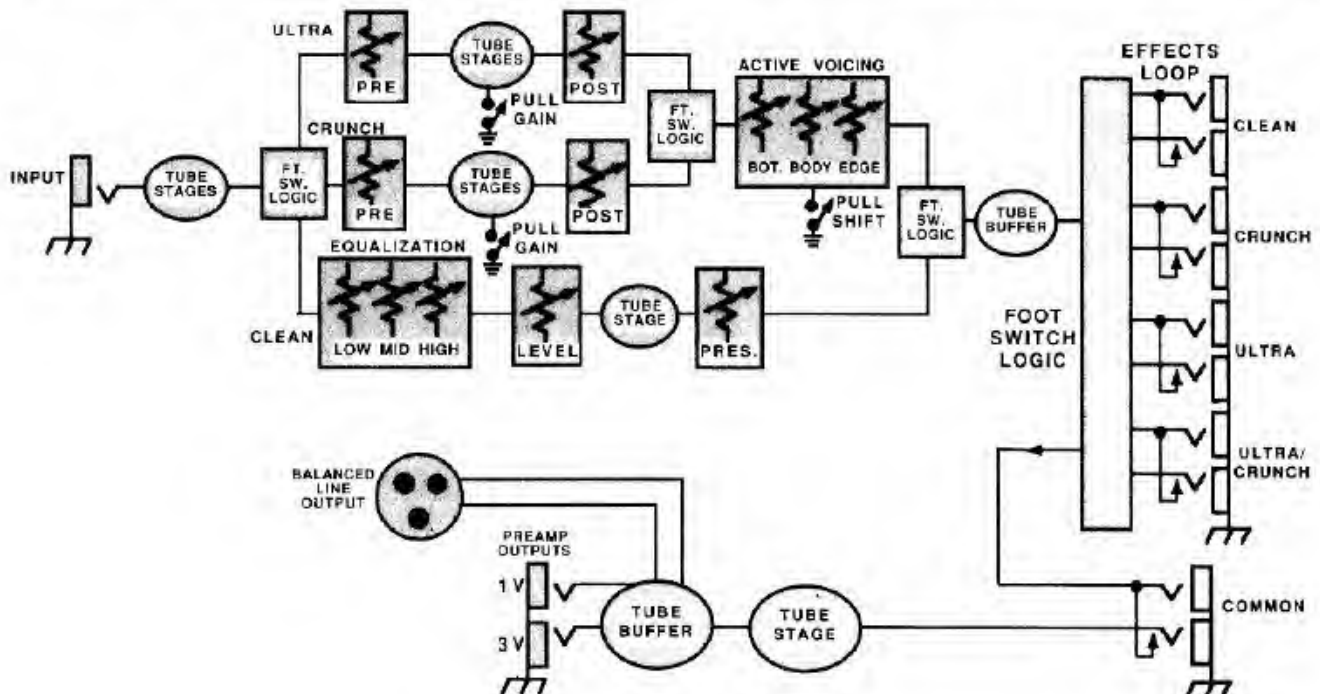 ULTRA
PRE
TUBE
STAGES
POST
PULL
GAIN
CRUNCH
PRE
TUBE
STAGES
POST
PULL
GAIN
INPUT
TUBE
STAGES
FT.
SW.
LOGIC
FT.
SW.
LOGIC
ACTIVE VOICING
BOT. BODY EDGE
PULL
SHIFT
FT.
SW.
LOGIC
TUBE
BUFFER
EQUALIZATION
LOW MID HIGH
CLEAN
LEVEL
TUBE
STAGE
PRES.
FOOT
SWITCH
LOGIC
EFFECTS
LOOP
CLEAN
CRUNCH
ULTRA
ULTRA/
CRUNCH
BALANCED
LINE
OUTPUT
PREAMP
OUTPUTS
1 V
3 V
TUBE
BUFFER
TUBE
STAGE
COMMON